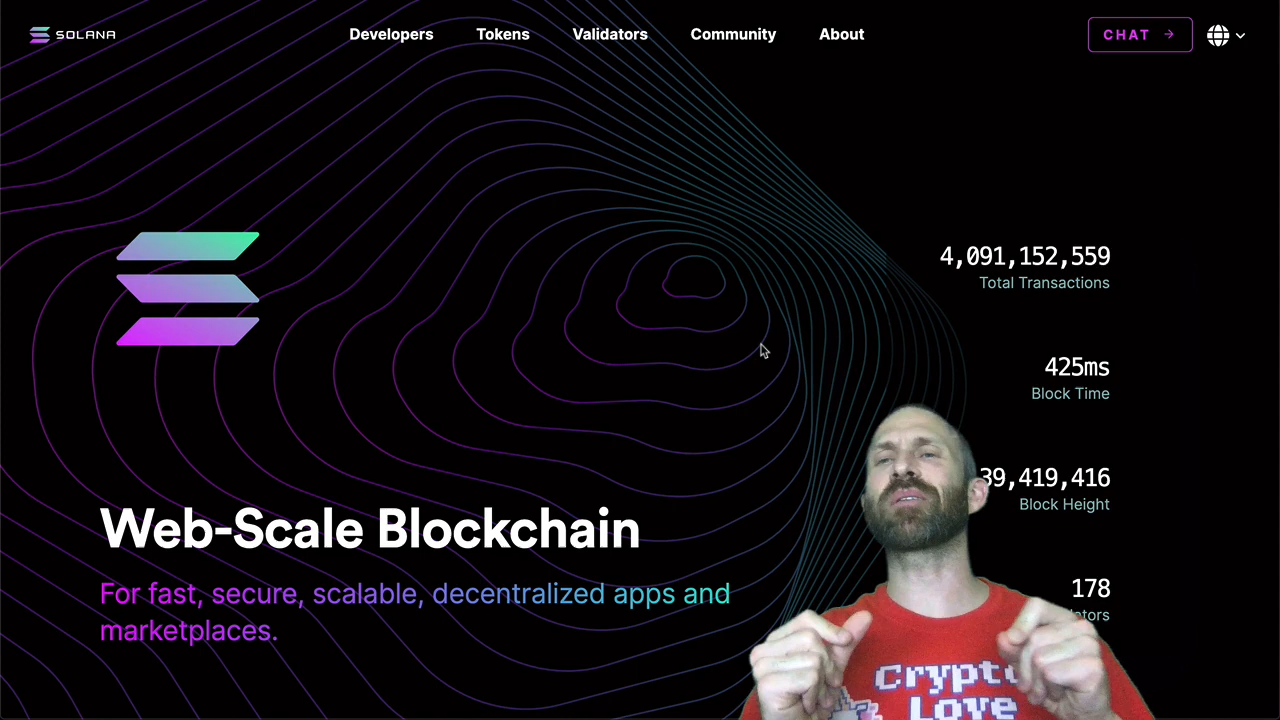 SOLANA
Developers
Tokens
Validators
Community
About
CHAT
4,091,152,559
Total Transactions
425ms
Block Time
39,419,416
Block Height
178
Web-Scale Blockchain
For fast, secure, scalable, decentralized apps and
marketplaces.
Love